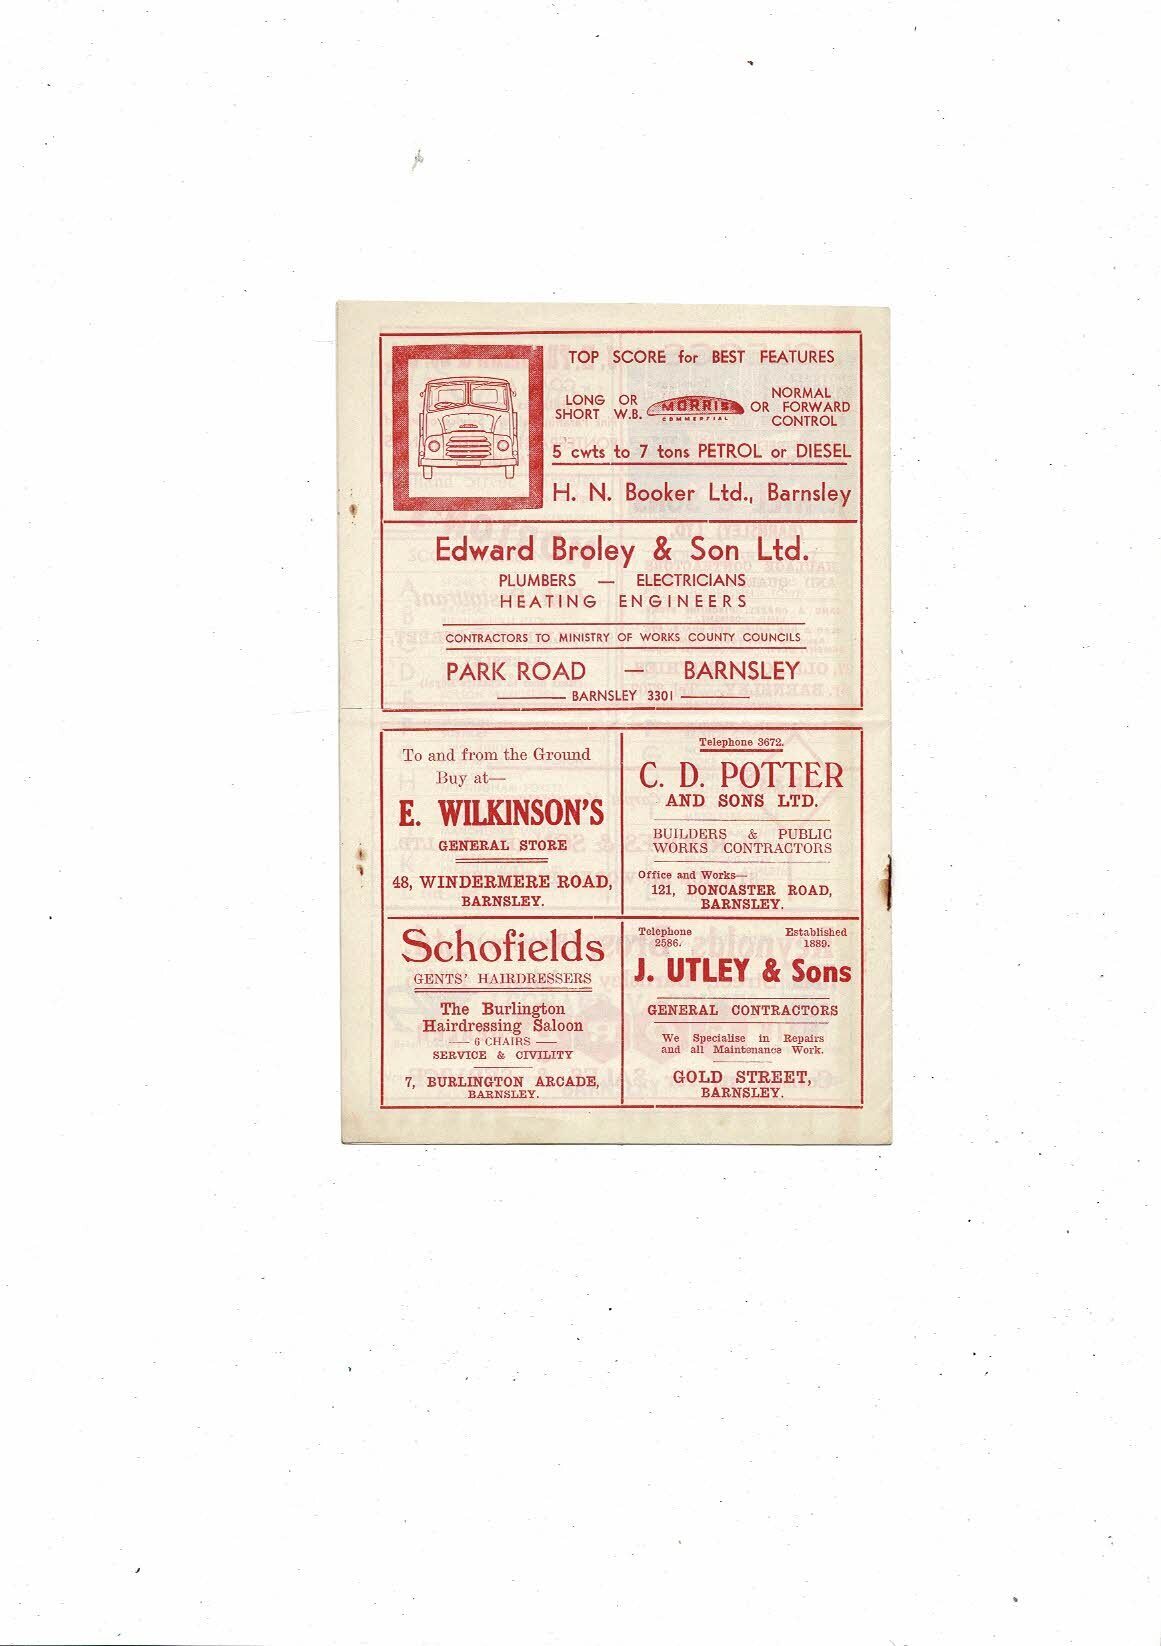 TOP SCORE for BEST FEATURES
LONG OR SHORT W.B.
MORRIS COMMERCIAL
NORMAL OR FORWARD CONTROL
5 cwts to 7 tons PETROL or DIESEL
H. N. Booker Ltd., Barnsley
Edward Broley & Son Ltd.
PLUMBERS — ELECTRICIANS
HEATING ENGINEERS
CONTRACTORS TO MINISTRY OF WORKS COUNTY COUNCILS
PARK ROAD — BARNSLEY
BARNSLEY 3301
To and from the Ground
Buy at—
E. WILKINSON'S
GENERAL STORE
48, WINDERMERE ROAD,
BARNSLEY.
Telephone 3672.
C. D. POTTER
AND SONS LTD.
BUILDERS & PUBLIC
WORKS CONTRACTORS
Office and Works—
121, DONCASTER ROAD,
BARNSLEY.
Schofields
GENTS' HAIRDRESSERS
The Burlington
Hairdressing Saloon
— 6 CHAIRS —
SERVICE & CIVILITY
7, BURLINGTON ARCADE,
BARNSLEY.
Telephone 2586.
Established 1889.
J. UTLEY & Sons
GENERAL CONTRACTORS
We Specialise in Repairs
and all Maintenance Work.
GOLD STREET,
BARNSLEY.